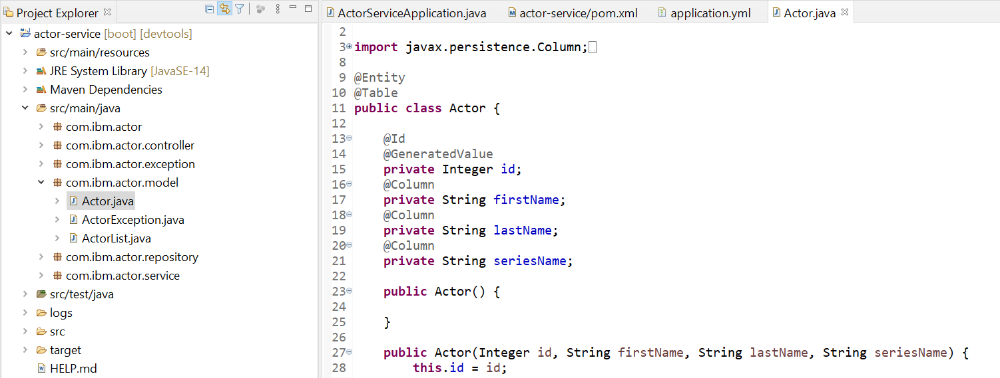 Project Explorer
actor-service [boot] [devtools]
src/main/resources
JRE System Library [JavaSE-14]
Maven Dependencies
src/main/java
com.ibm.actor
com.ibm.actor.controller
com.ibm.actor.exception
com.ibm.actor.model
Actor.java
ActorException.java
ActorList.java
com.ibm.actor.repository
com.ibm.actor.service
src/test/java
logs
src
target
HELP.md
ActorServiceApplication.java
actor-service/pom.xml
application.yml
Actor.java
2
3 import javax.persistence.Column;
8
9 @Entity
10 @Table
11 public class Actor {
12
13 @Id
14 @GeneratedValue
15 private Integer id;
16 @Column
17 private String firstName;
18 @Column
19 private String lastName;
20 @Column
21 private String seriesName;
22
23 public Actor() {
24
25 }
26
27 public Actor(Integer id, String firstName, String lastName, String seriesName) {
28 this.id = id;